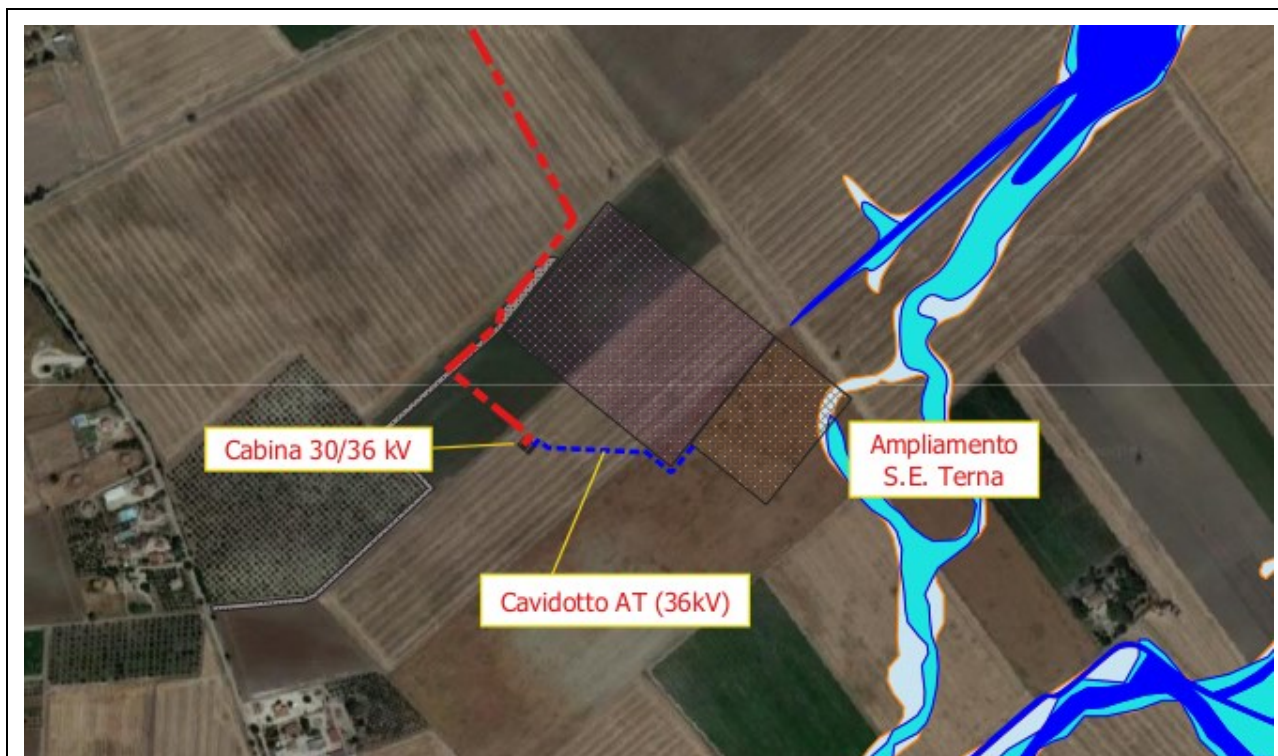 Cabina 30/36 kV
Ampliamento
S.E. Terna
Cavidotto AT (36kV)